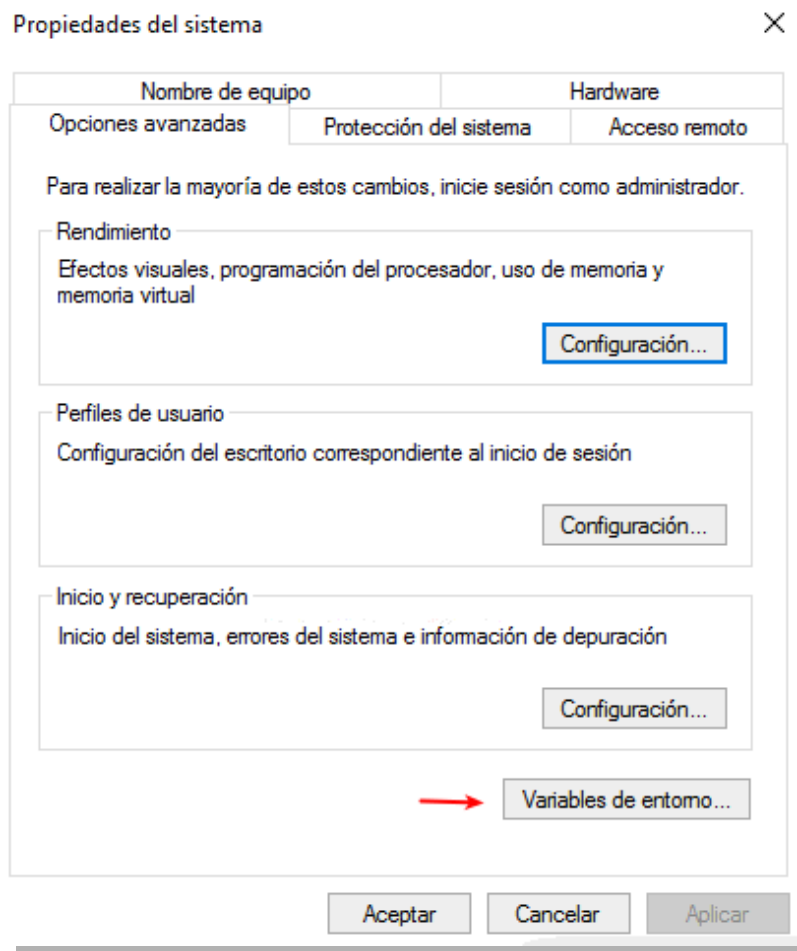 Propiedades del sistema
Nombre de equipo
Hardware
Opciones avanzadas
Protección del sistema
Acceso remoto
Para realizar la mayoría de estos cambios, inicie sesión como administrador.
Rendimiento
Efectos visuales, programación del procesador, uso de memoria y
memoria virtual
Configuración...
Perfiles de usuario
Configuración del escritorio correspondiente al inicio de sesión
Configuración...
Inicio y recuperación
Inicio del sistema, errores del sistema e información de depuración
Configuración...
Variables de entorno...
Aceptar
Cancelar
Aplicar